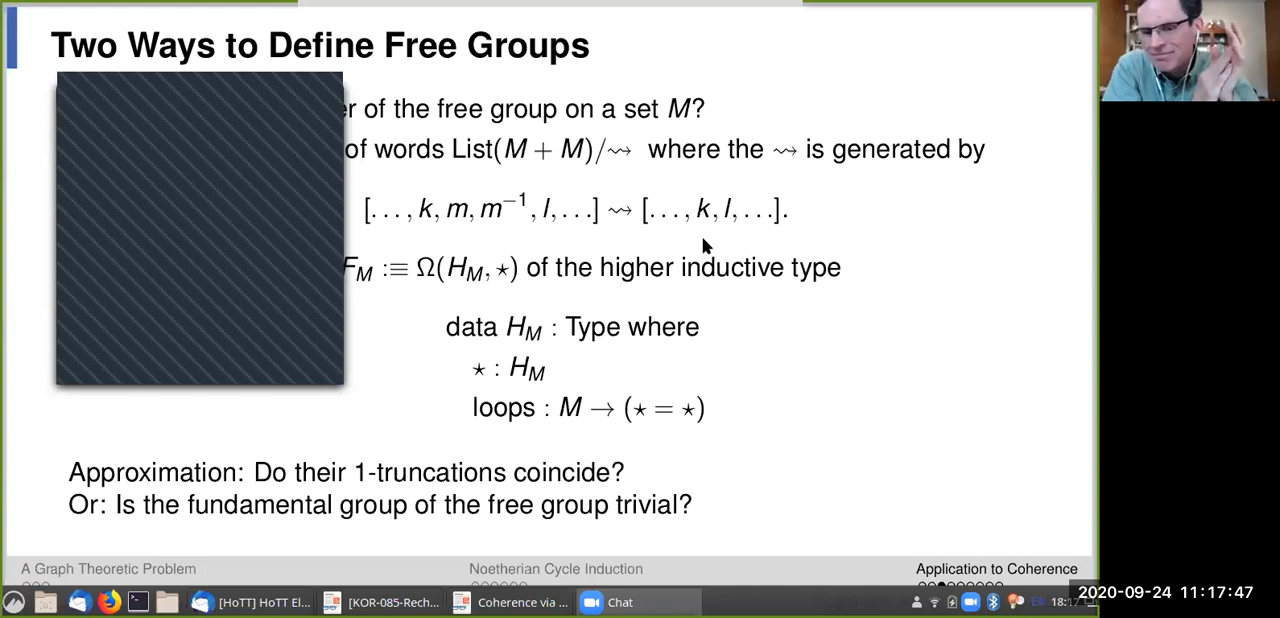 Two Ways to Define Free Groups
of the free group on a set M?
of words List(M + M)/⇝ where the ⇝ is generated by
[…, k, m, m⁻¹, l, …] ⇝ […, k, l, …].
F_M :≡ Ω(H_M, ⋆) of the higher inductive type
data H_M : Type where
⋆ : H_M
loops : M → (⋆ = ⋆)
Approximation: Do their 1-truncations coincide?
Or: Is the fundamental group of the free group trivial?
A Graph Theoretic Problem Noetherian Cycle Induction Application to Coherence
[HoTT] HoTT El... [KOR-085-Rech... Coherence via ... Chat 18:17
2020-09-24 11:17:47